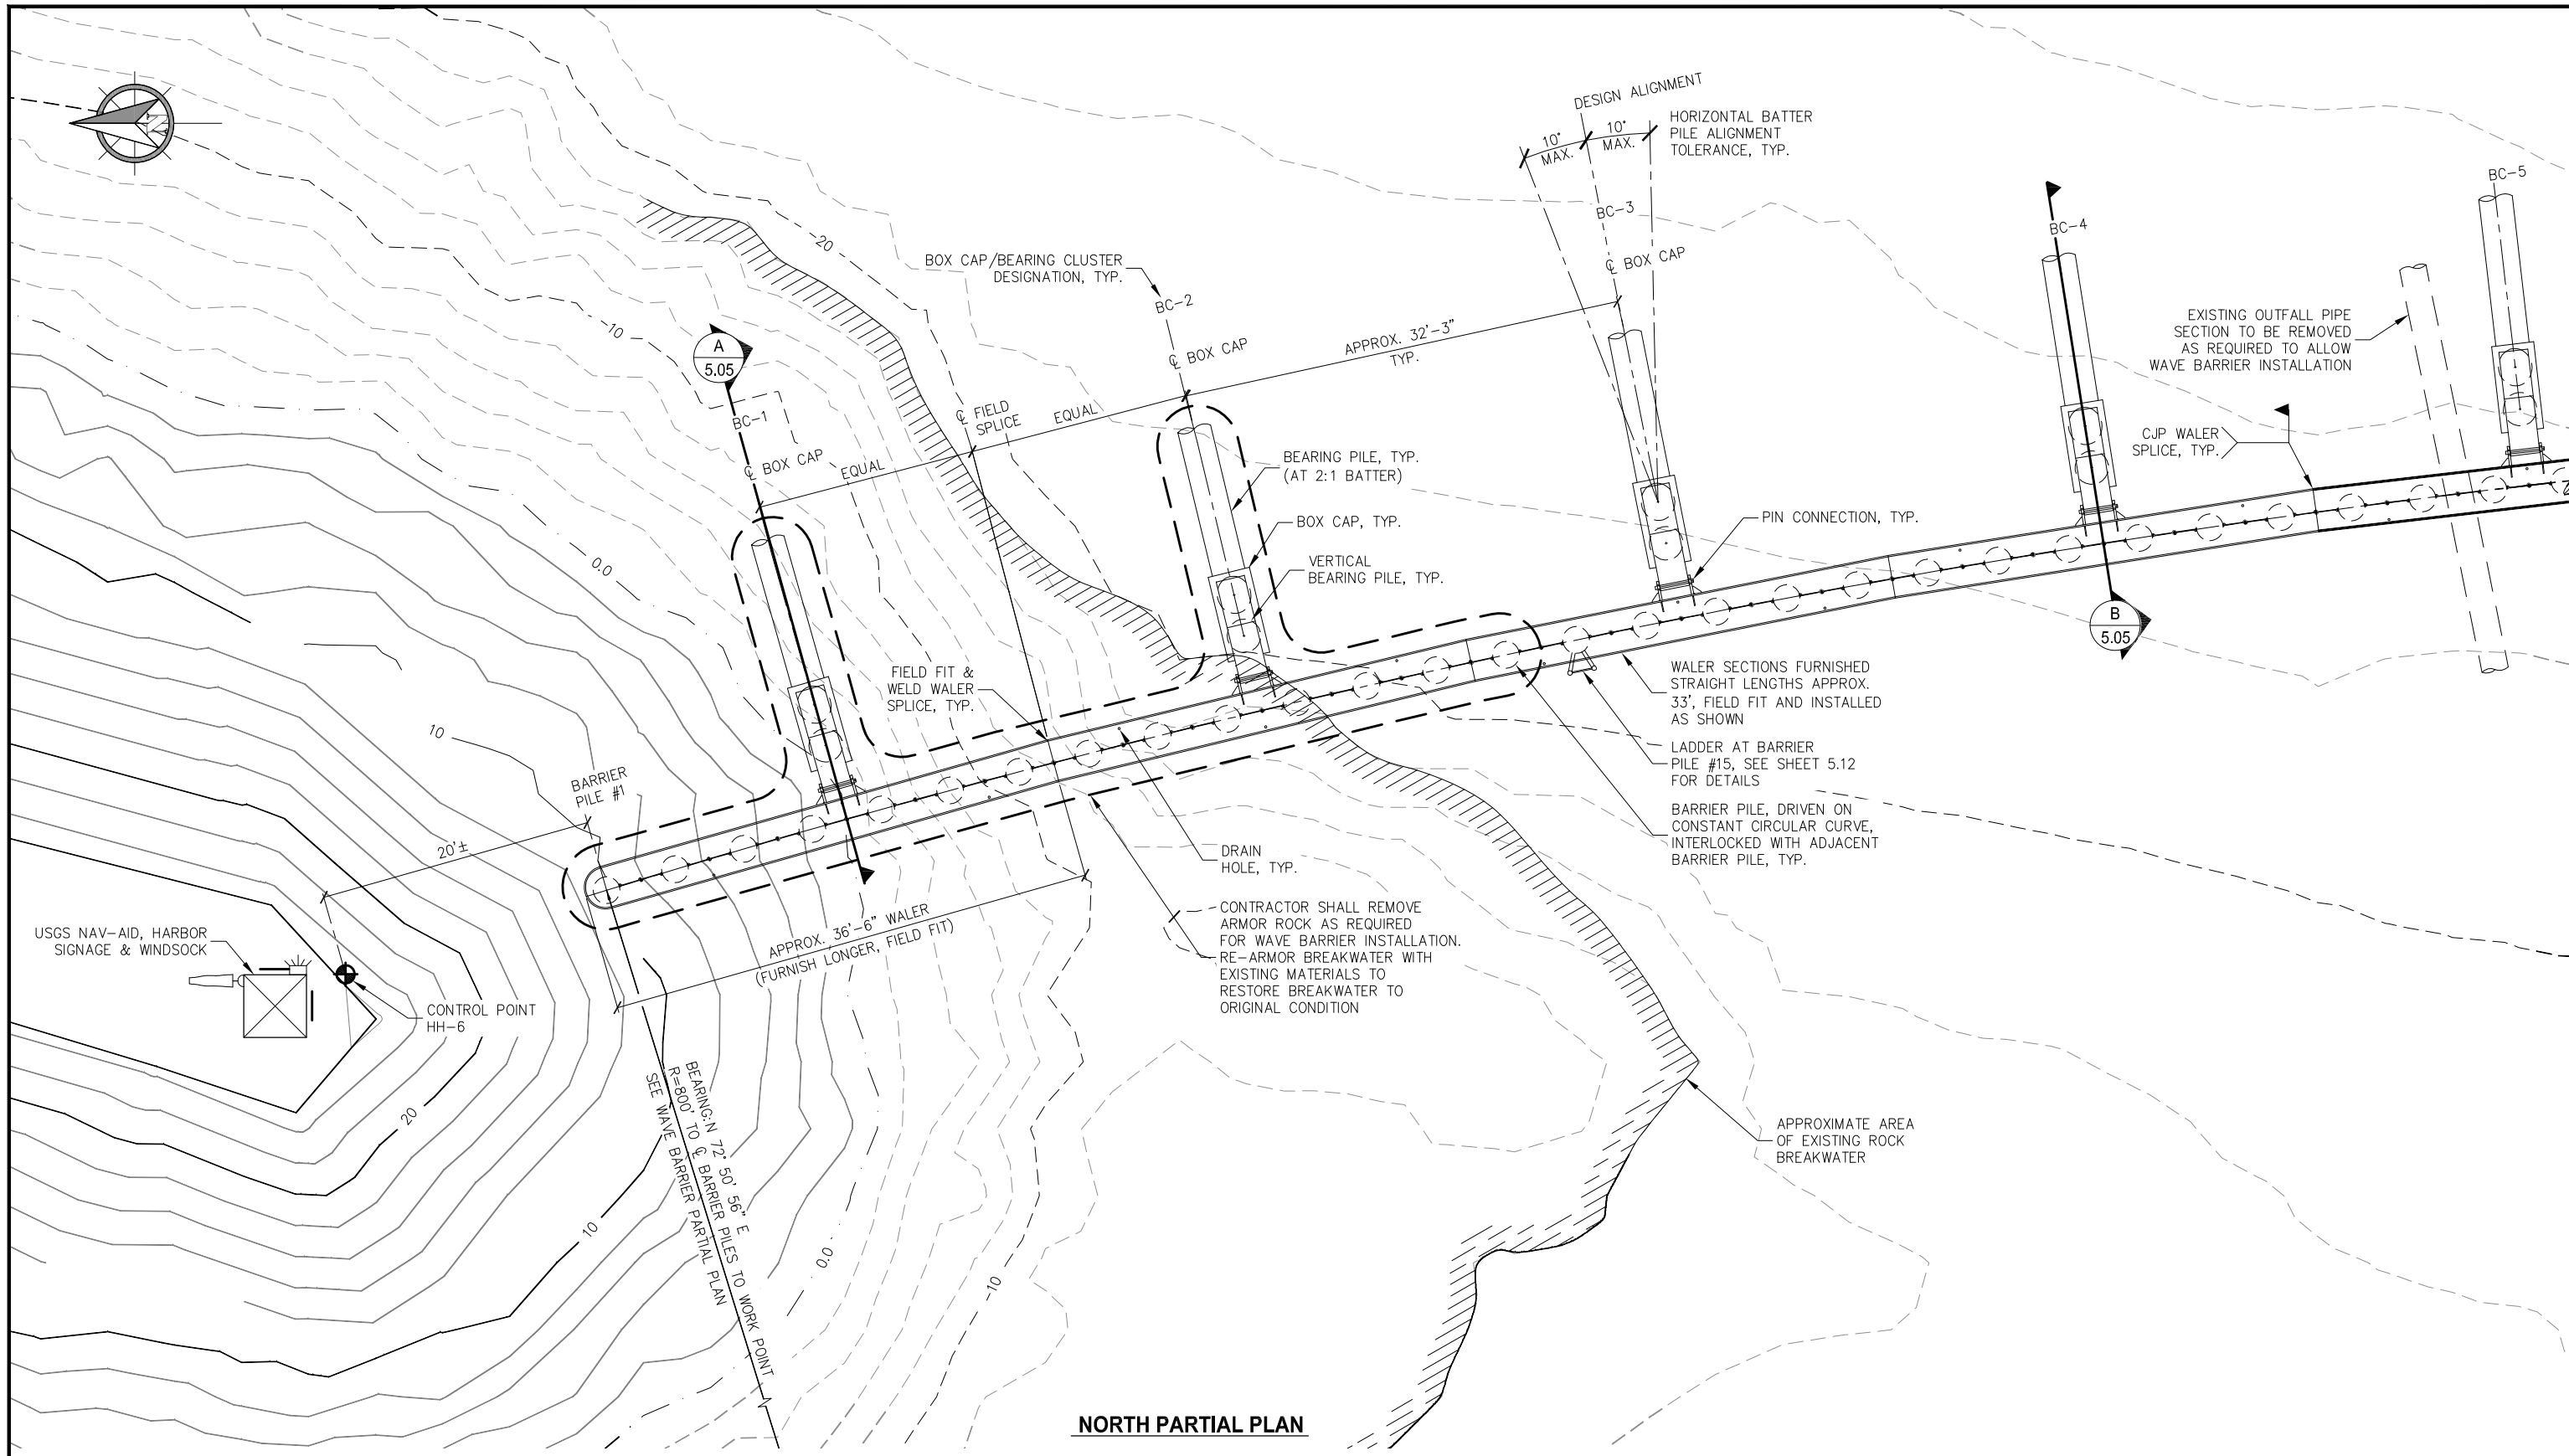 DESIGN ALIGNMENT
10° MAX.
10° MAX.
HORIZONTAL BATTER
PILE ALIGNMENT
TOLERANCE, TYP.
BC-3
℄ BOX CAP
BC-4
BC-5
-20
BOX CAP/BEARING CLUSTER
DESIGNATION, TYP.
BC-2
℄ BOX CAP
APPROX. 32'-3"
TYP.
EXISTING OUTFALL PIPE
SECTION TO BE REMOVED
AS REQUIRED TO ALLOW
WAVE BARRIER INSTALLATION
-10
A
5.05
BC-1
℄ BOX CAP
EQUAL
℄ FIELD
SPLICE
EQUAL
BEARING PILE, TYP.
(AT 2:1 BATTER)
BOX CAP, TYP.
VERTICAL
BEARING PILE, TYP.
CJP WALER
SPLICE, TYP.
PIN CONNECTION, TYP.
0.0
B
5.05
FIELD FIT &
WELD WALER
SPLICE, TYP.
WALER SECTIONS FURNISHED
STRAIGHT LENGTHS APPROX.
33', FIELD FIT AND INSTALLED
AS SHOWN
LADDER AT BARRIER
PILE #15, SEE SHEET 5.12
FOR DETAILS
BARRIER PILE, DRIVEN ON
CONSTANT CIRCULAR CURVE,
INTERLOCKED WITH ADJACENT
BARRIER PILE, TYP.
10
BARRIER
PILE #1
20'±
DRAIN
HOLE, TYP.
APPROX. 36'-6" WALER
(FURNISH LONGER, FIELD FIT)
CONTRACTOR SHALL REMOVE
ARMOR ROCK AS REQUIRED
FOR WAVE BARRIER INSTALLATION.
RE-ARMOR BREAKWATER WITH
EXISTING MATERIALS TO
RESTORE BREAKWATER TO
ORIGINAL CONDITION
USGS NAV-AID, HARBOR
SIGNAGE & WINDSOCK
CONTROL POINT
HH-6
20
10
BEARING:N 72° 50' 56" E
R=800' TO ℄ BARRIER PILES TO WORK POINT
SEE WAVE BARRIER PARTIAL PLAN
0.0
-10
APPROXIMATE AREA
OF EXISTING ROCK
BREAKWATER
NORTH PARTIAL PLAN